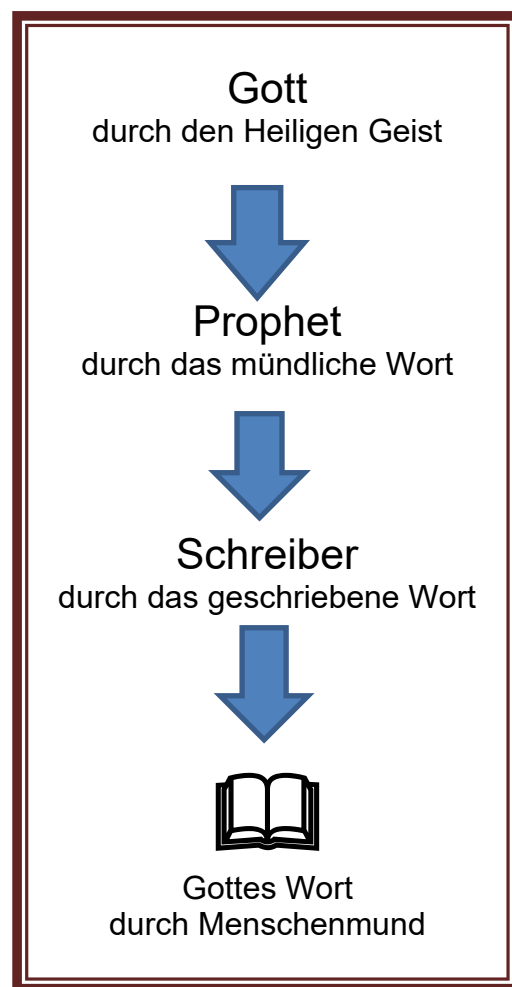 Gott
durch den Heiligen Geist
Prophet
durch das mündliche Wort
Schreiber
durch das geschriebene Wort
Gottes Wort
durch Menschenmund